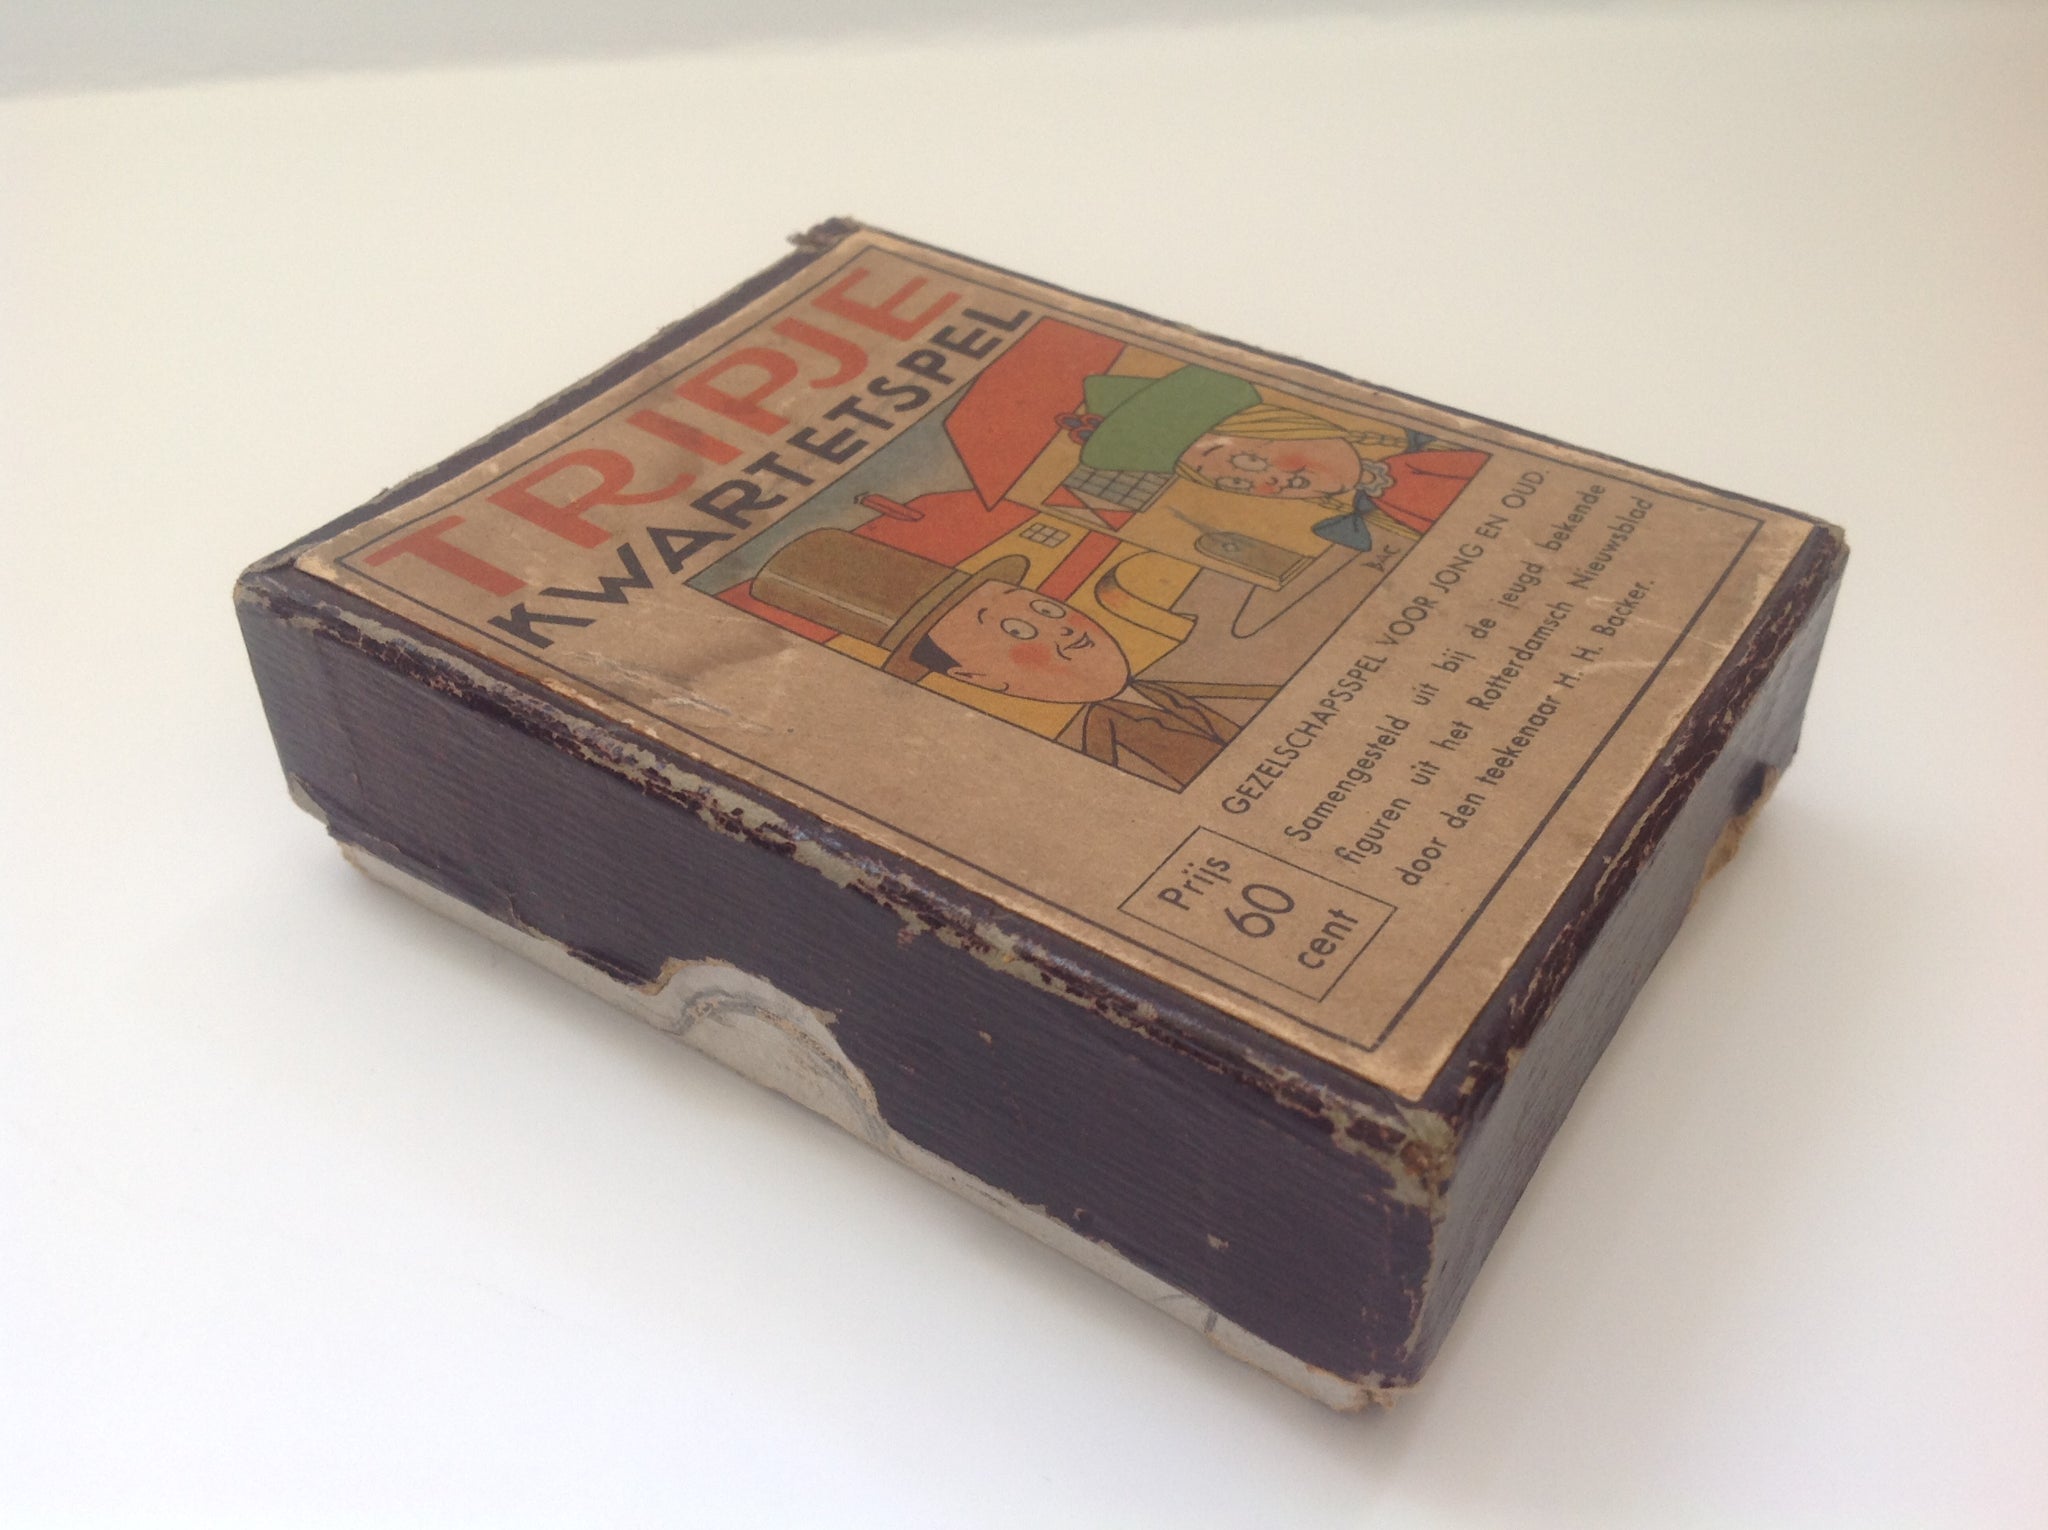 TRIPJE
KWARTETSPEL
Bac
GEZELSCHAPSSPEL VOOR JONG EN OUD.
Samengesteld uit bij de jeugd bekende
figuren uit het Rotterdamsch Nieuwsblad
door den teekenaar H. H. Backer.
Prijs
60
cent